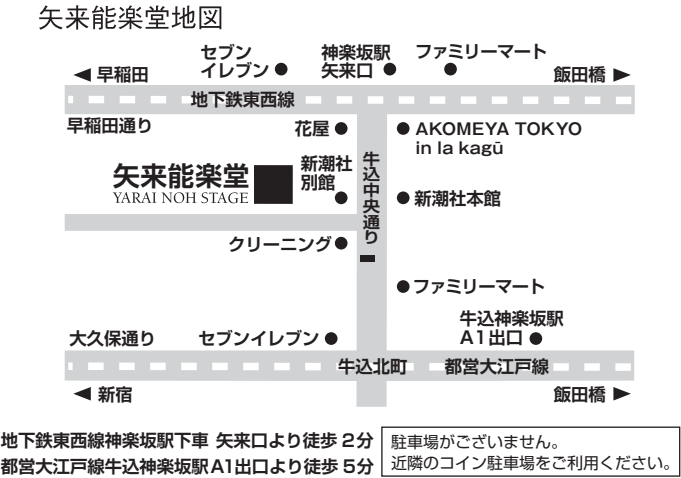 矢来能楽堂地図
セブン
イレブン
神楽坂駅
矢来口
ファミリーマート
早稲田
飯田橋
地下鉄東西線
早稲田通り
花屋
AKOMEYA TOKYO
in la kagū
矢来能楽堂
YARAI NOH STAGE
新潮社
別館
牛込中央通り
新潮社本館
クリーニング
ファミリーマート
大久保通り
セブンイレブン
牛込神楽坂駅
A1出口
牛込北町
都営大江戸線
新宿
飯田橋
地下鉄東西線神楽坂駅下車 矢来口より徒歩 2分
都営大江戸線牛込神楽坂駅A1出口より徒歩 5分
駐車場がございません。
近隣のコイン駐車場をご利用ください。